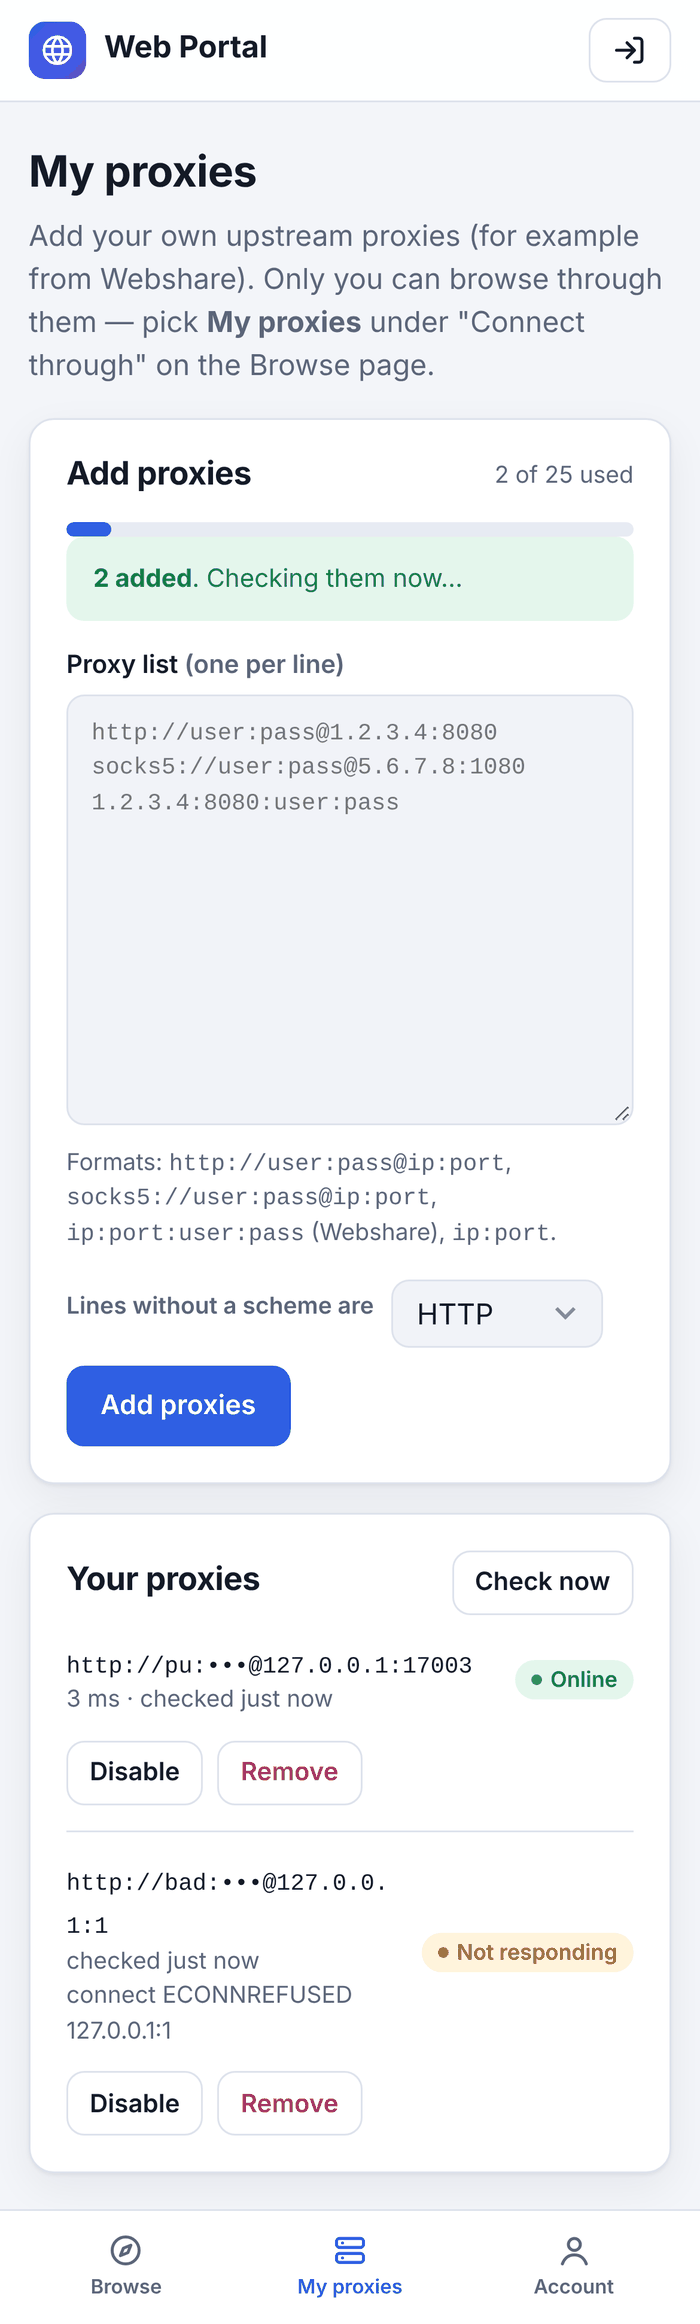 Web Portal
My proxies
Add your own upstream proxies (for example
from Webshare). Only you can browse through
them — pick My proxies under "Connect
through" on the Browse page.
Add proxies
2 of 25 used
2 added. Checking them now...
Proxy list (one per line)
http://user:pass@1.2.3.4:8080
socks5://user:pass@5.6.7.8:1080
1.2.3.4:8080:user:pass
Formats: http://user:pass@ip:port,
socks5://user:pass@ip:port,
ip:port:user:pass (Webshare), ip:port.
Lines without a scheme are
HTTP
Add proxies
Your proxies
Check now
http://pu:•••@127.0.0.1:17003
3 ms · checked just now
Online
Disable
Remove
http://bad:•••@127.0.0.
1:1
checked just now
connect ECONNREFUSED
127.0.0.1:1
Not responding
Disable
Remove
Browse
My proxies
Account